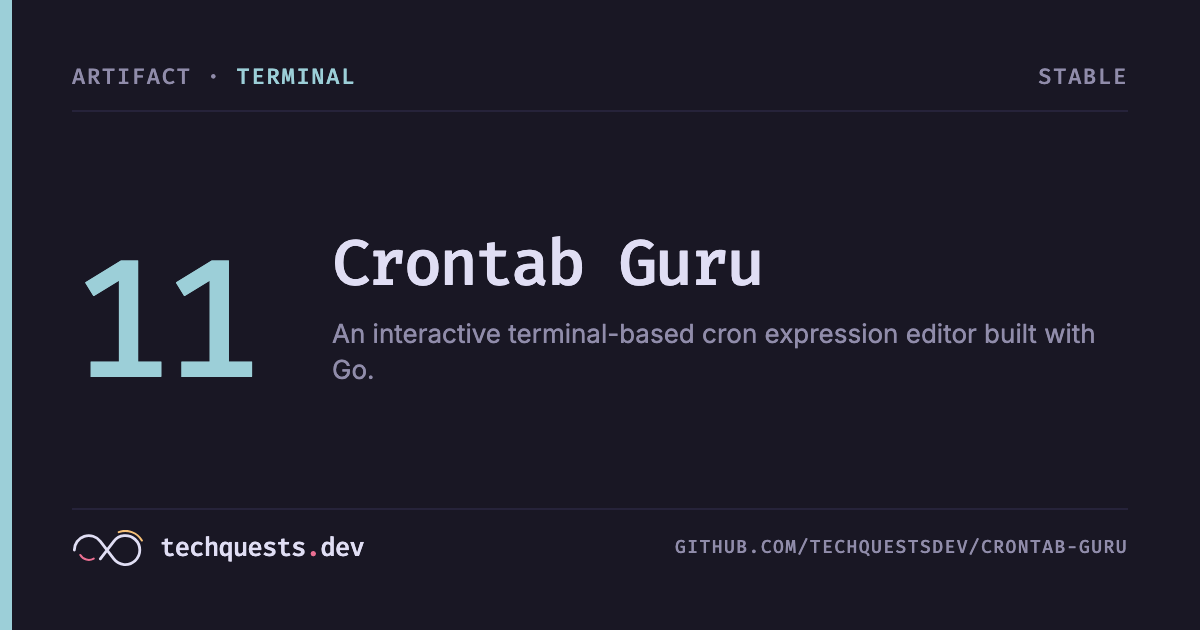 ARTIFACT · TERMINAL
STABLE
11
Crontab Guru
An interactive terminal-based cron expression editor built with
Go.
techquests.dev
GITHUB.COM/TECHQUESTSDEV/CRONTAB-GURU